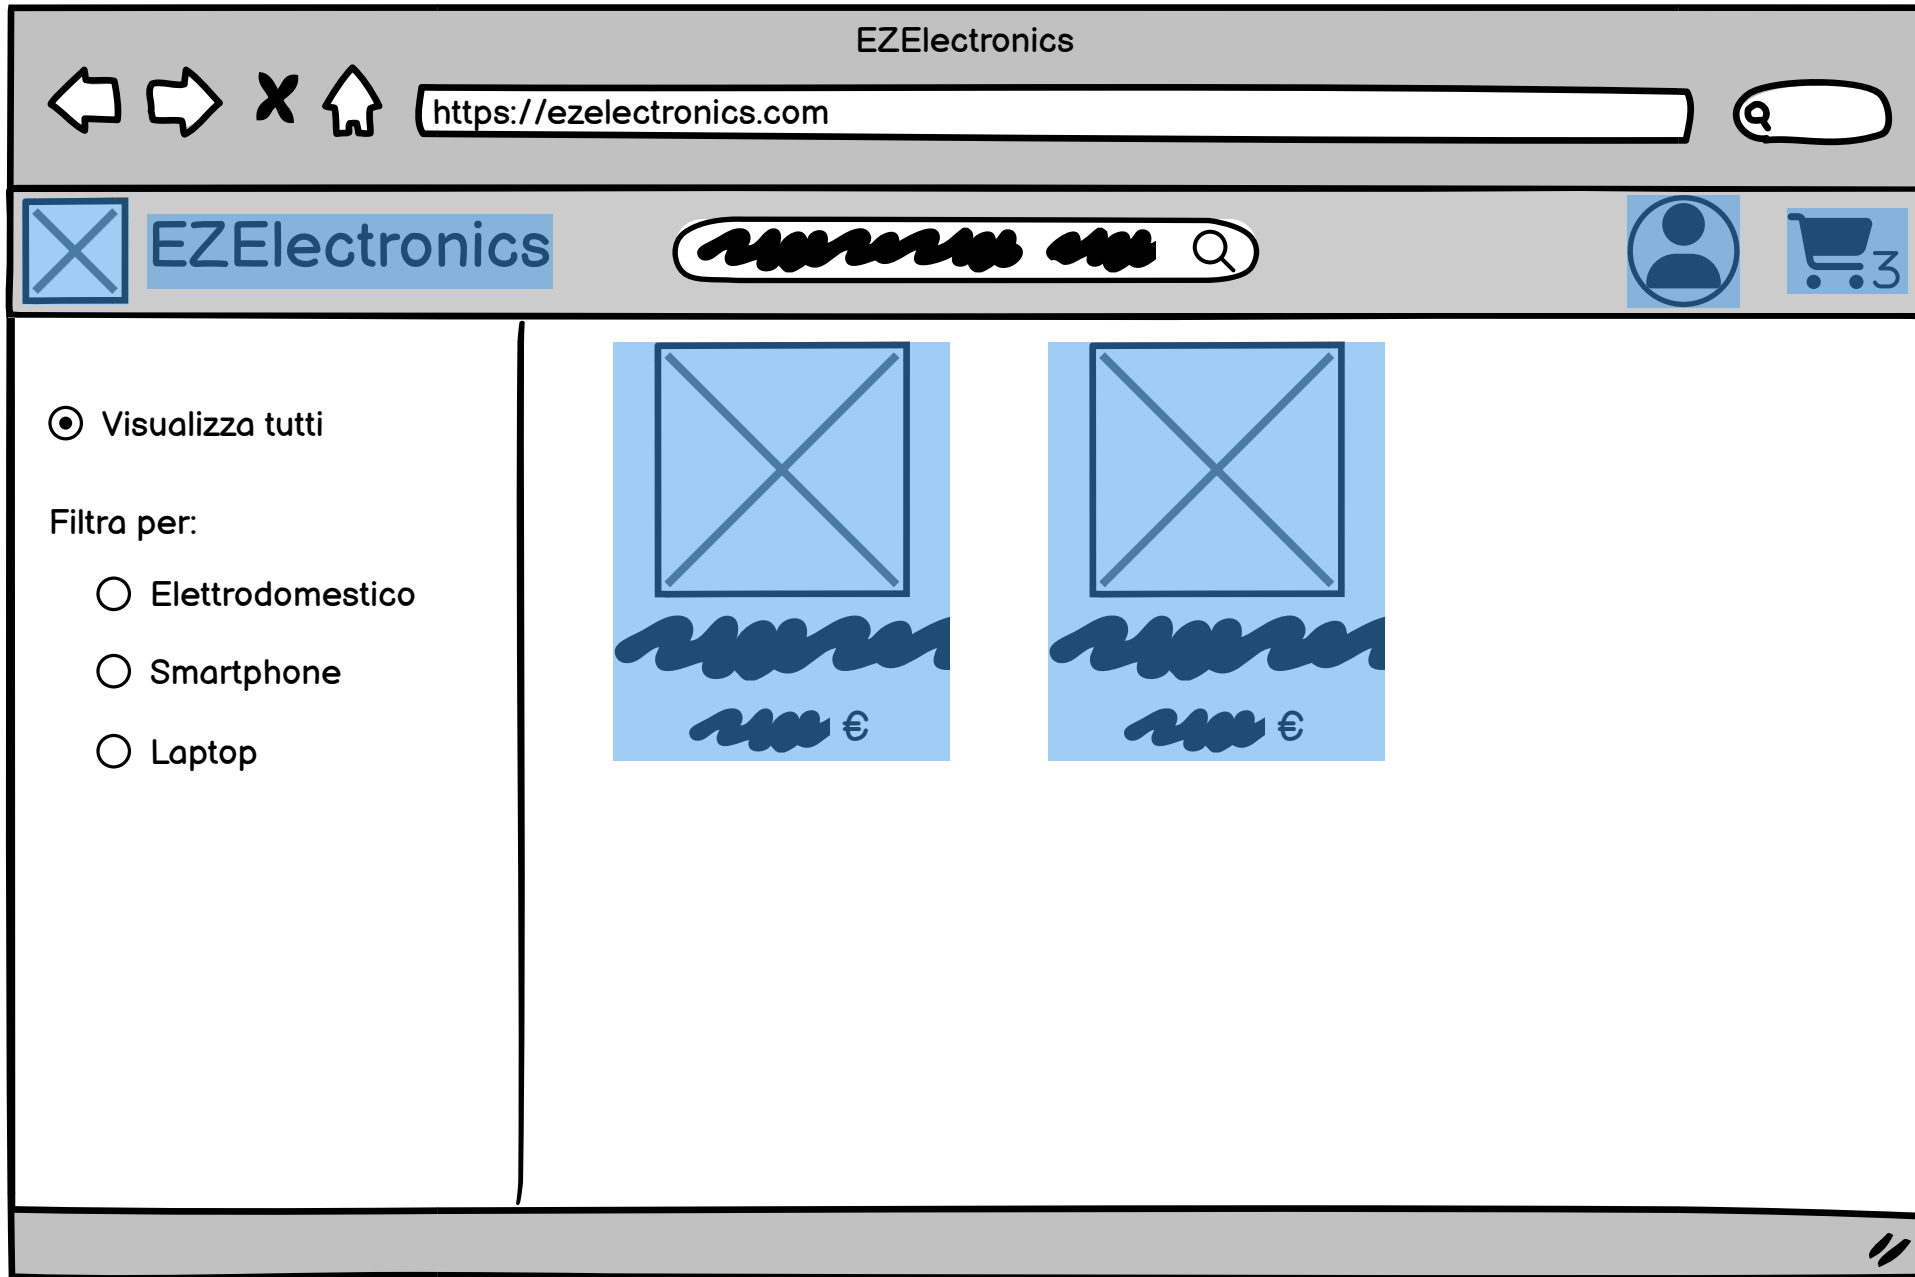 EZElectronics
https://ezelectronics.com
EZElectronics
3
Visualizza tutti
Filtra per:
Elettrodomestico
Smartphone
Laptop
€
€